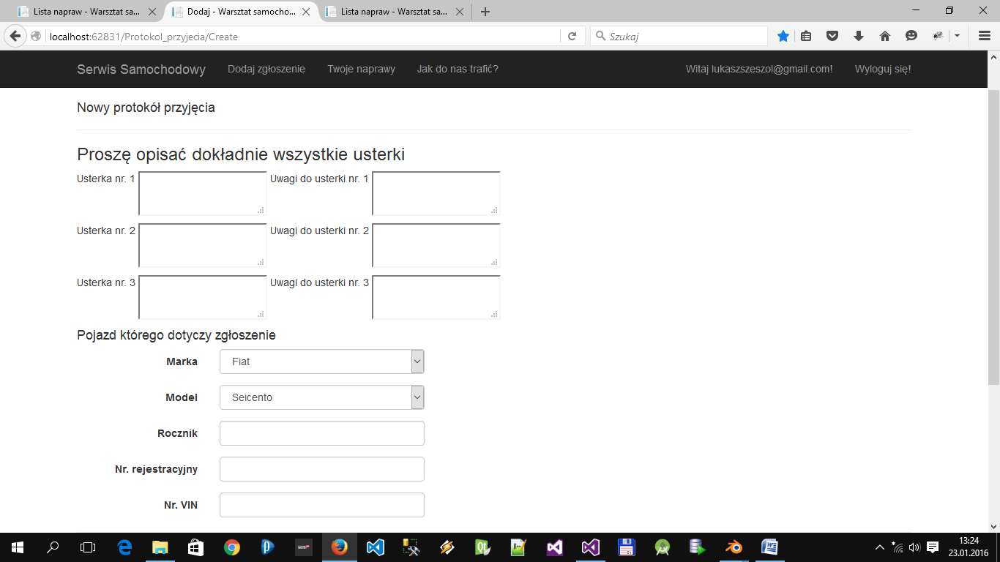 Lista napraw - Warsztat sa... Dodaj - Warsztat samocho... Lista napraw - Warsztat sa...
localhost:62831/Protokol_przyjecia/Create Szukaj
Serwis Samochodowy Dodaj zgłoszenie Twoje naprawy Jak do nas trafić? Witaj lukaszszeszol@gmail.com! Wyloguj się!
Nowy protokół przyjęcia
Proszę opisać dokładnie wszystkie usterki
Usterka nr. 1 Uwagi do usterki nr. 1
Usterka nr. 2 Uwagi do usterki nr. 2
Usterka nr. 3 Uwagi do usterki nr. 3
Pojazd którego dotyczy zgłoszenie
Marka Fiat
Model Seicento
Rocznik
Nr. rejestracyjny
Nr. VIN
13:24
23.01.2016